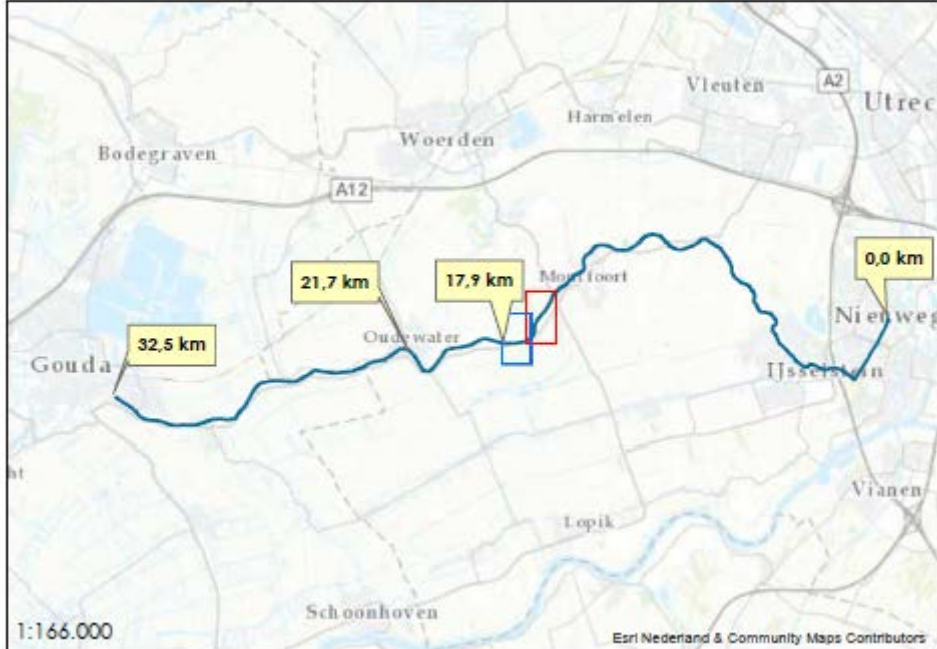 Vleuten
A2
Utrec
Harmelen
Woerden
Bodegraven
A12
0,0 km
21,7 km
17,9 km
Montfoort
Nieuweg
32,5 km
Oudewater
Gouda
IJsselstein
ht
Vianen
Lopik
Schoonhoven
1:166.000
Esri Nederland & Community Maps Contributors